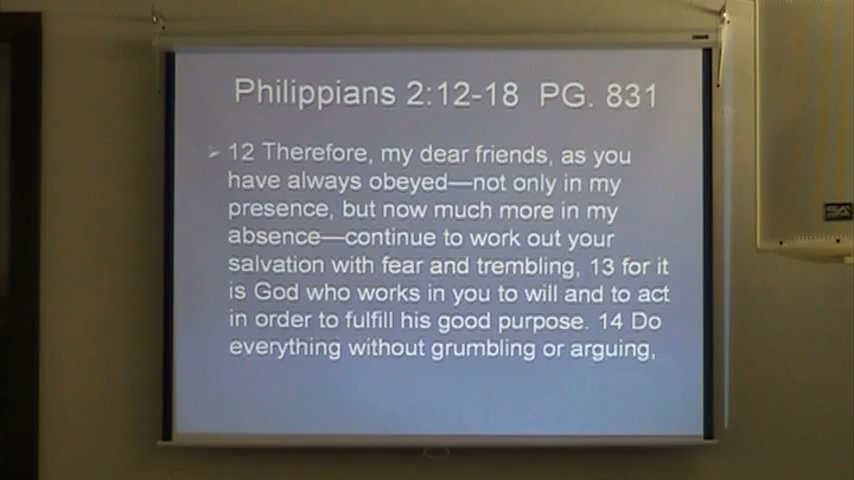 Philippians 2:12-18 PG. 831
12 Therefore, my dear friends, as you
have always obeyed—not only in my
presence, but now much more in my
absence—continue to work out your
salvation with fear and trembling, 13 for it
is God who works in you to will and to act
in order to fulfill his good purpose. 14 Do
everything without grumbling or arguing,